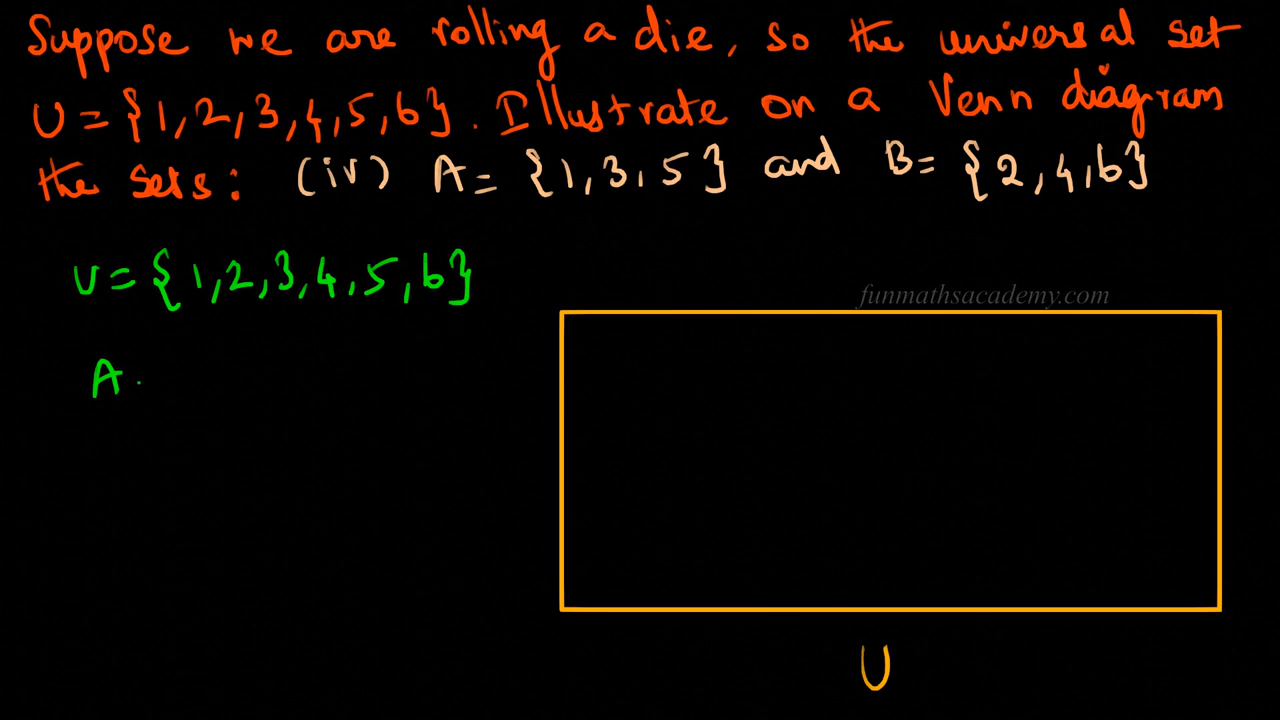 Suppose we are rolling a die, so the universal set
U = {1, 2, 3, 4, 5, 6}. Illustrate on a Venn diagram
the sets: (iv) A = {1, 3, 5} and B = {2, 4, 6}
U = {1, 2, 3, 4, 5, 6}
funmathsacademy.com
A
U